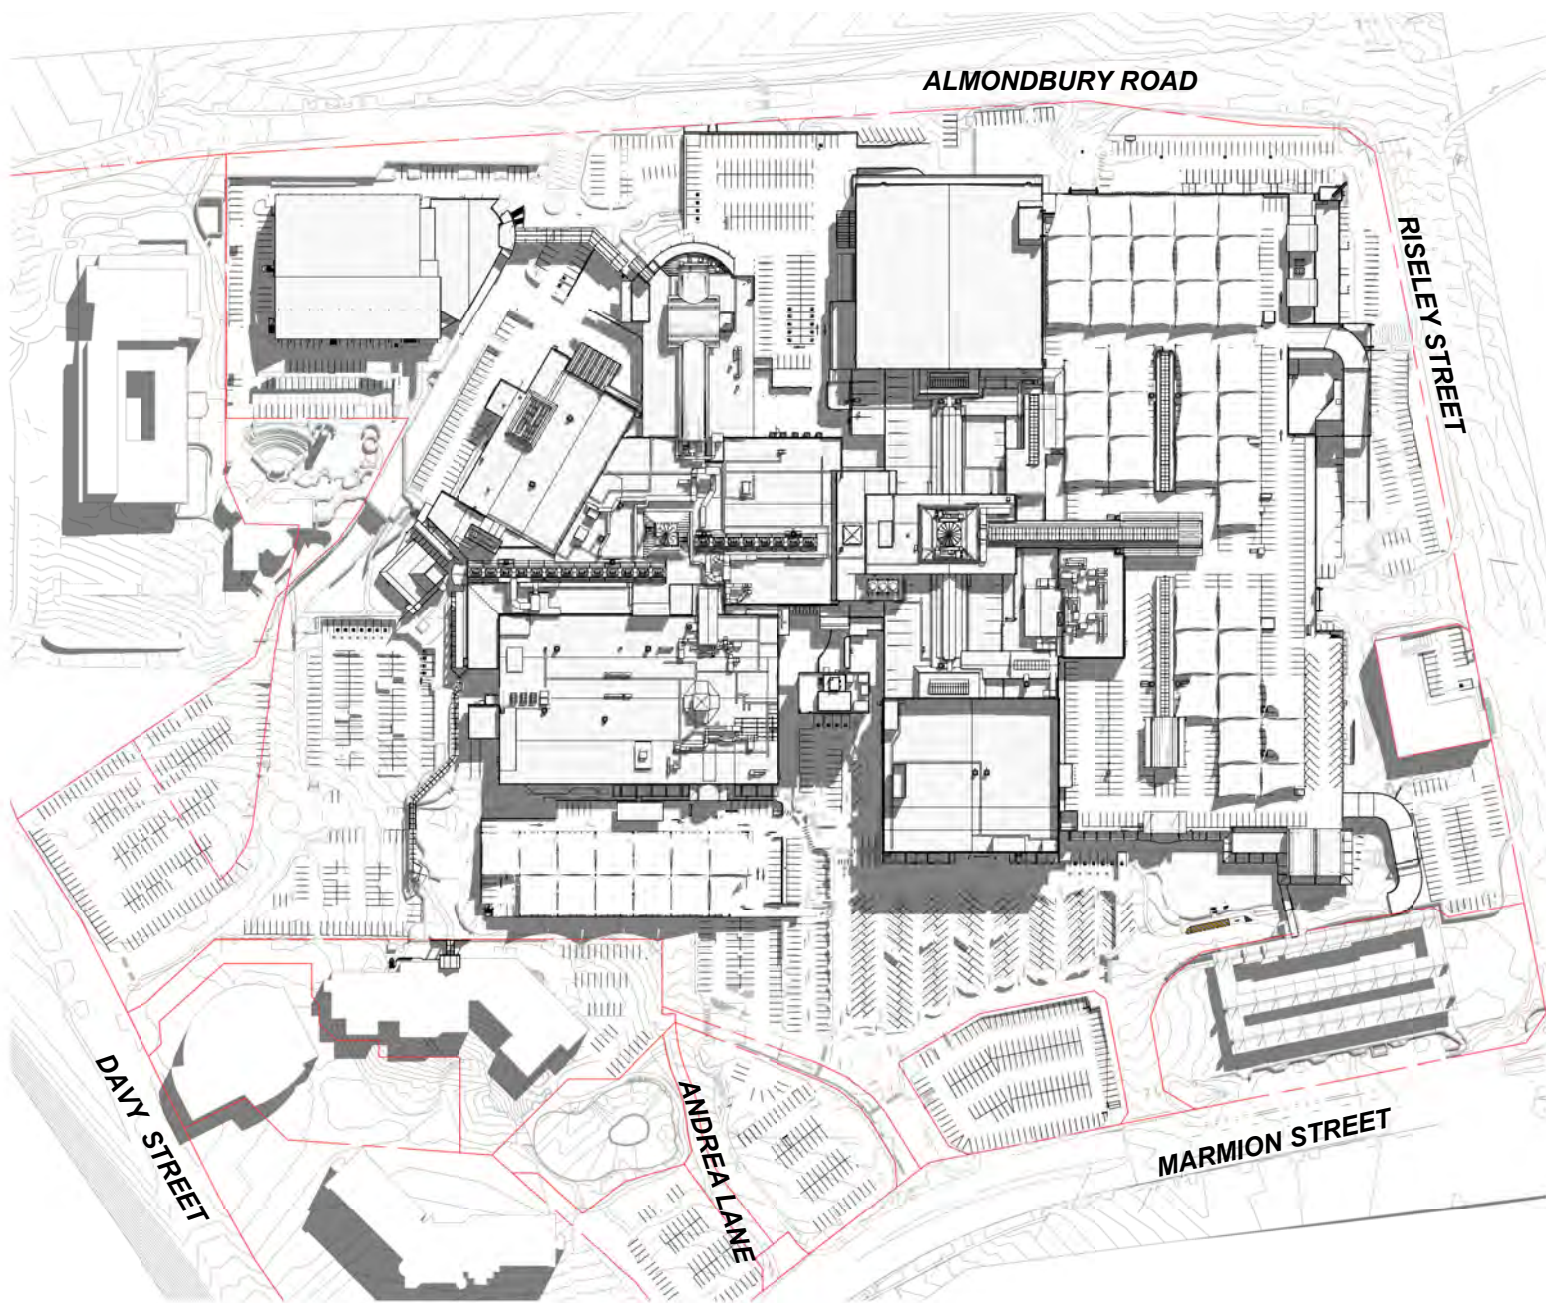 ALMONDBURY ROAD
RISELEY STREET
DAVY STREET
ANDREA LANE
MARMION STREET